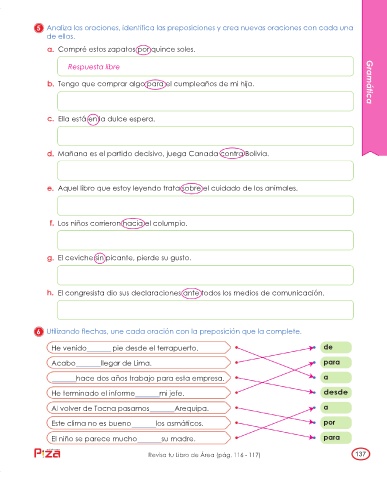 5 Analiza los oraciones, identifica las preposiciones y crea nuevas oraciones con cada una
de ellas.
a. Compré estos zapatos por quince soles.
Respuesta libre
b. Tengo que comprar algo para el cumpleaños de mi hijo.
c. Ella está en la dulce espera.
d. Mañana es el partido decisivo, juega Canada contra Bolivia.
e. Aquel libro que estoy leyendo trata sobre el cuidado de los animales.
f. Los niños corrieron hacia el columpio.
g. El ceviche sin picante, pierde su gusto.
h. El congresista dio sus declaraciones ante todos los medios de comunicación.
Gramática
6 Utilizando flechas, une cada oración con la preposición que la complete.
He venido_______ pie desde el terrapuerto. de
Acabo_______llegar de Lima. para
_______hace dos años trabajo para esta empresa. a
He terminado el informe_______mi jefe. desde
Al volver de Tacna pasamos_______Arequipa. a
Este clima no es bueno_______los asmáticos. por
El niño se parece mucho_______su madre. para
Piza Revisa tu Libro de Área (pág. 116 - 117) 137